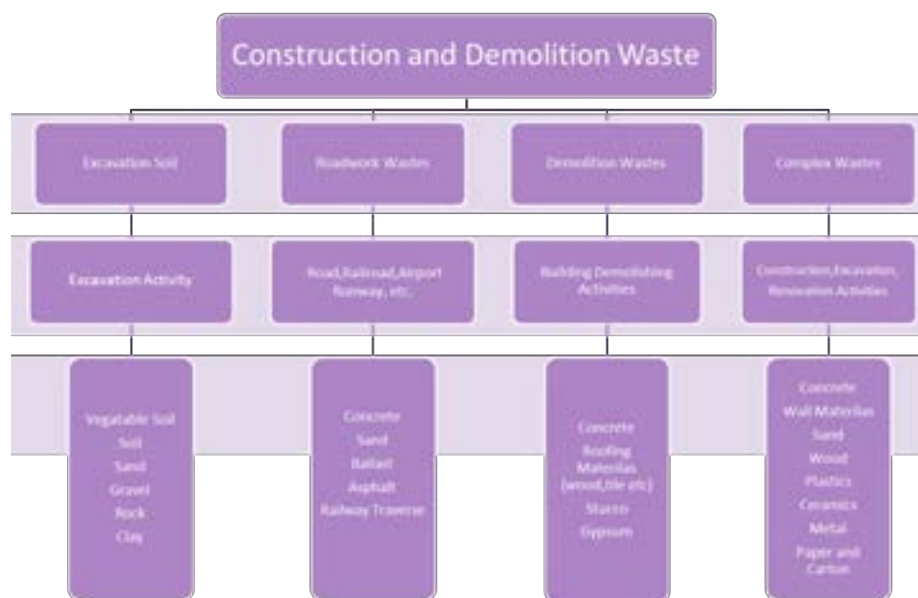 Construction and Demolition Waste
Excavation Soil
Roadwork Wastes
Demolition Wastes
Complex Wastes
Excavation Activity
Road,Railroad,Airport
Runway, etc.
Building Demolishing
Activities
Construction,Excavation,
Renovation Activities
Vegatable Soil
Soil
Sand
Gravel
Rock
Clay
Concrete
Sand
Ballast
Asphalt
Railway Traverse
Concrete
Roofing
Materilas
(wood,tile etc)
Stucco
Gypsum
Concrete
Wall Materilas
Sand
Wood
Plastics
Ceramics
Metal
Paper and
Carton